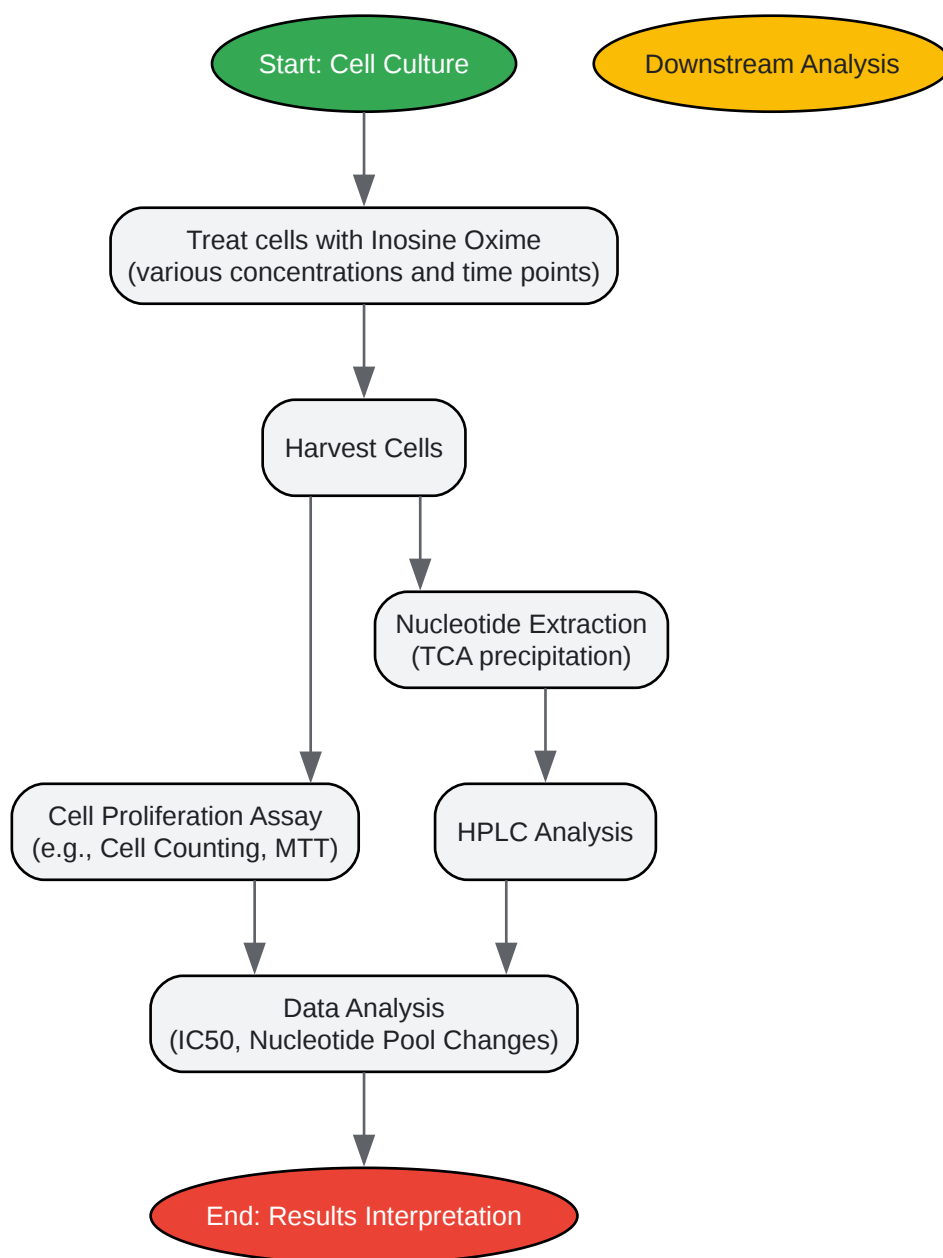 Start: Cell Culture
Downstream Analysis
Treat cells with Inosine Oxime
(various concentrations and time points)
Harvest Cells
Nucleotide Extraction
(TCA precipitation)
Cell Proliferation Assay
(e.g., Cell Counting, MTT)
HPLC Analysis
Data Analysis
(IC50, Nucleotide Pool Changes)
End: Results Interpretation